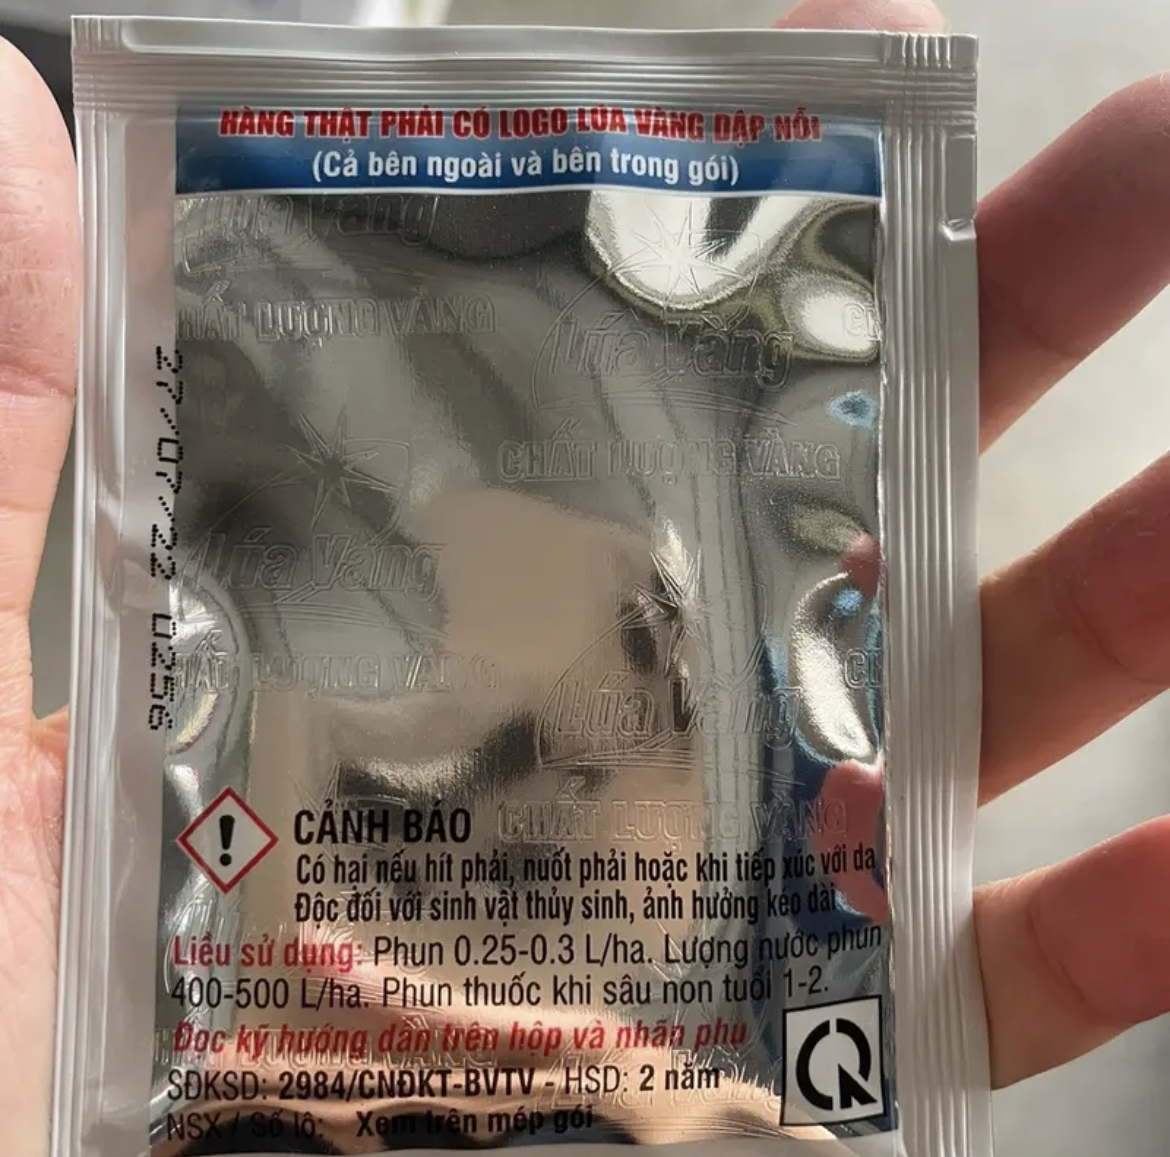 HÀNG THẬT PHẢI CÓ LOGO LÚA VÀNG DẬP NỔI
(Cả bên ngoài và bên trong gói)
Lúa Vàng
CHẤT LƯỢNG VÀNG
Lúa Vàng
CHẤT LƯỢNG VÀNG
Lúa Vàng
CHẤT LƯỢNG VÀNG
Lúa Vàng
CHẤT LƯỢNG VÀNG
27/07/22 02456
CẢNH BÁO
Có hại nếu hít phải, nuốt phải hoặc khi tiếp xúc với da
Độc đối với sinh vật thủy sinh, ảnh hưởng kéo dài
Liều sử dụng: Phun 0.25-0.3 L/ha. Lượng nước phun
400-500 L/ha. Phun thuốc khi sâu non tuổi 1-2.
Đọc kỹ hướng dẫn trên hộp và nhãn phụ
SĐKSD: 2984/CNĐKT-BVTV - HSD: 2 năm
NSX / Số lô: Xem trên mép gói